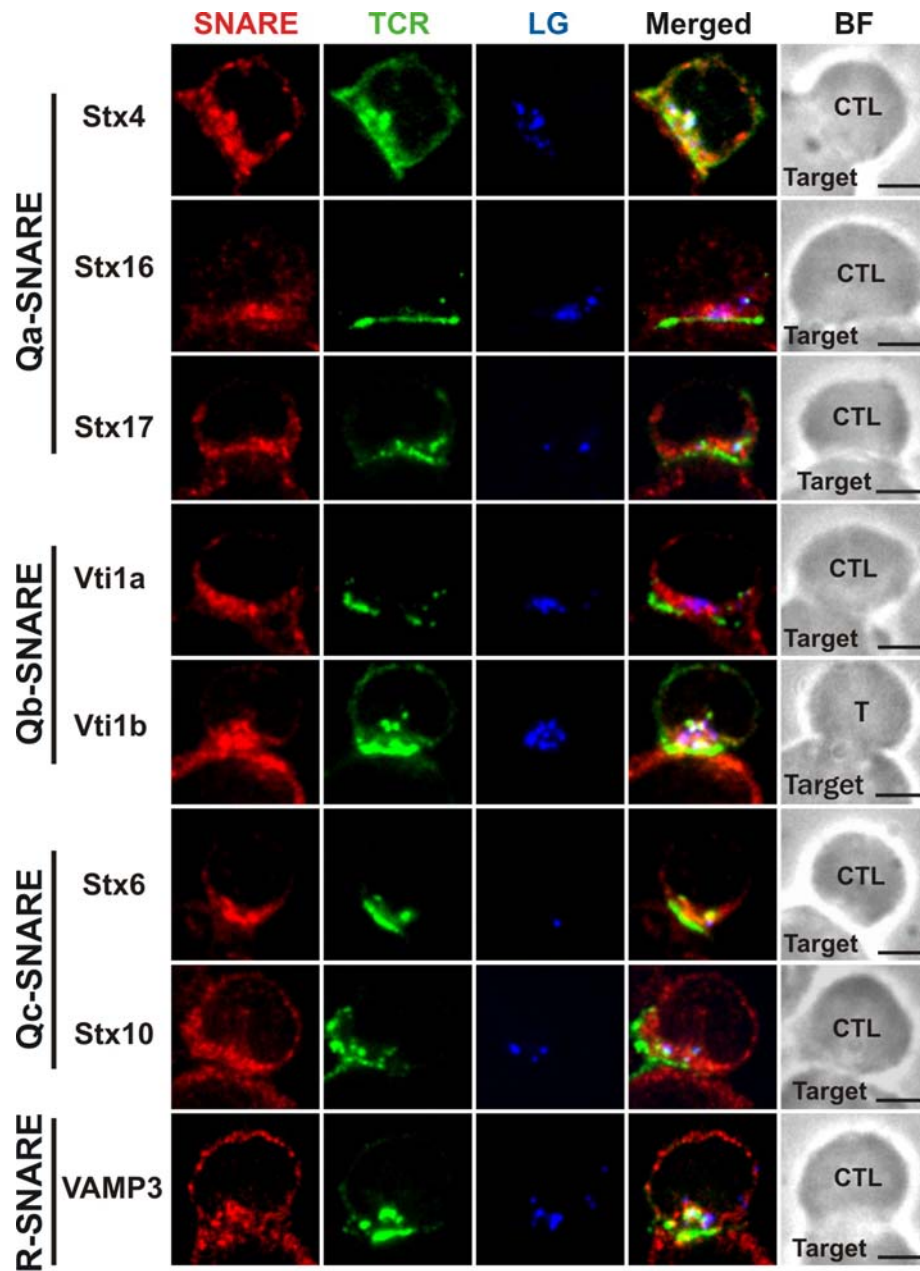 SNARE TCR LG Merged BF
Qa-SNARE
Stx4
CTL
Target
Stx16
CTL
Target
Stx17
CTL
Target
Qb-SNARE
Vti1a
CTL
Target
Vti1b
T
Target
Qc-SNARE
Stx6
CTL
Target
Stx10
CTL
Target
R-SNARE
VAMP3
CTL
Target